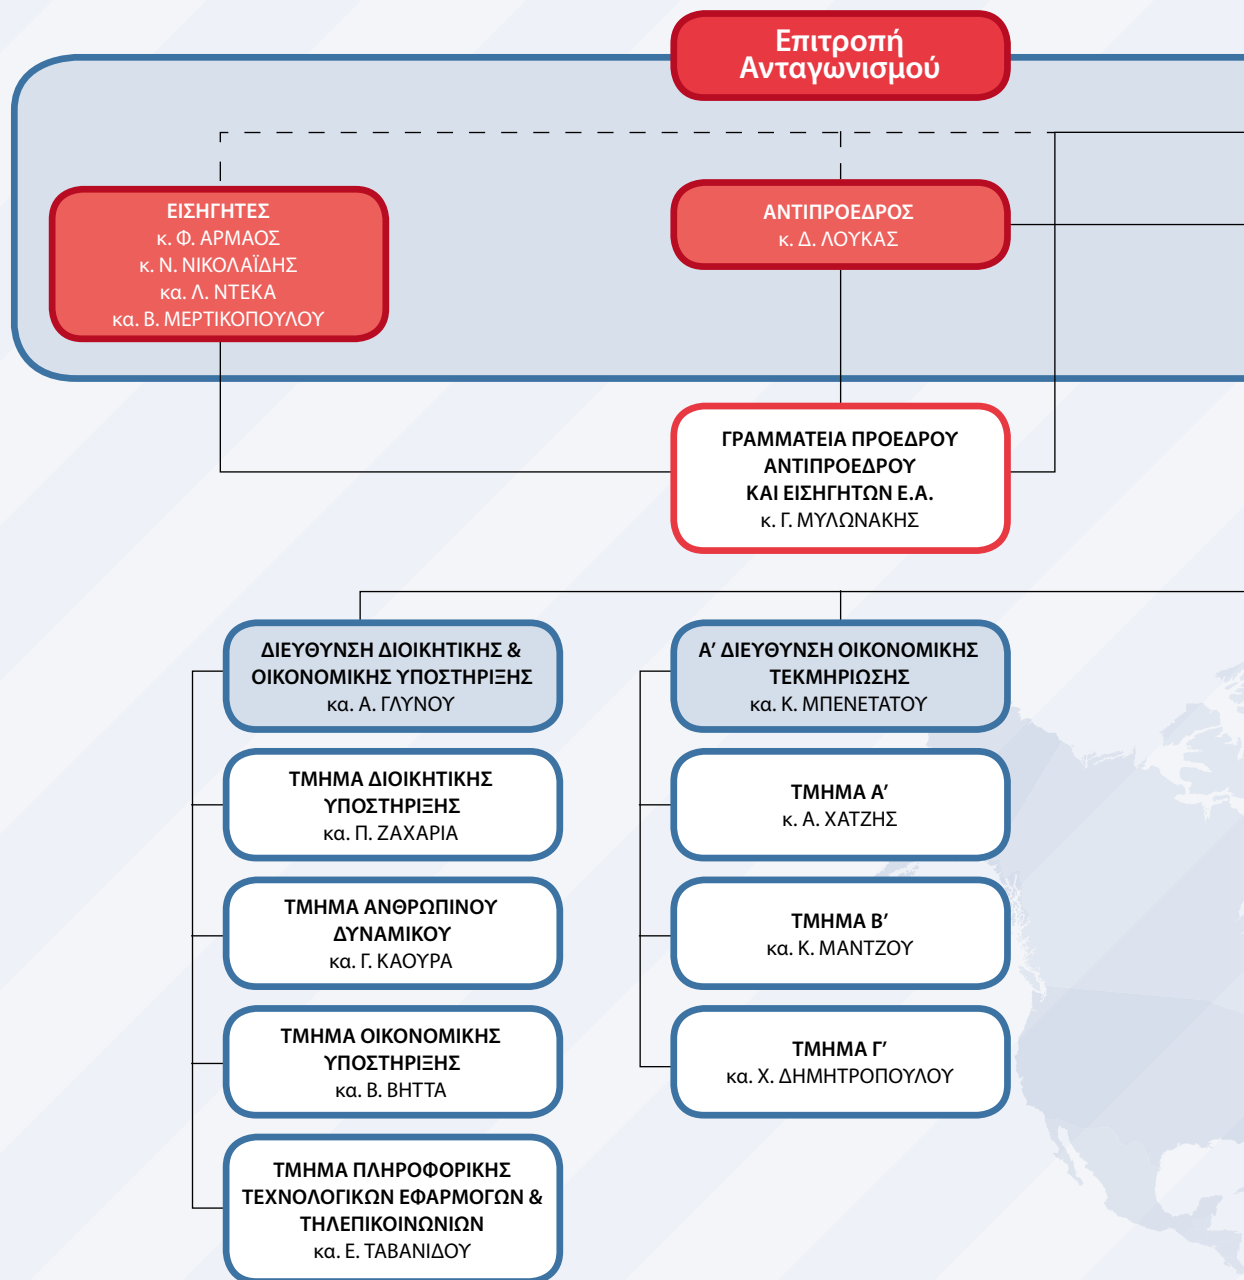 Επιτροπή
Ανταγωνισμού
ΕΙΣΗΓΗΤΕΣ
κ. Φ. ΑΡΜΑΟΣ
κ. Ν. ΝΙΚΟΛΑΪΔΗΣ
κα. Λ. ΝΤΕΚΑ
κα. Β. ΜΕΡΤΙΚΟΠΟΥΛΟΥ
ΑΝΤΙΠΡΟΕΔΡΟΣ
κ. Δ. ΛΟΥΚΑΣ
ΓΡΑΜΜΑΤΕΙΑ ΠΡΟΕΔΡΟΥ
ΑΝΤΙΠΡΟΕΔΡΟΥ
ΚΑΙ ΕΙΣΗΓΗΤΩΝ Ε.Α.
κ. Γ. ΜΥΛΩΝΑΚΗΣ
ΔΙΕΥΘΥΝΣΗ ΔΙΟΙΚΗΤΙΚΗΣ &
ΟΙΚΟΝΟΜΙΚΗΣ ΥΠΟΣΤΗΡΙΞΗΣ
κα. Α. ΓΛΥΝΟΥ
ΤΜΗΜΑ ΔΙΟΙΚΗΤΙΚΗΣ
ΥΠΟΣΤΗΡΙΞΗΣ
κα. Π. ΖΑΧΑΡΙΑ
ΤΜΗΜΑ ΑΝΘΡΩΠΙΝΟΥ
ΔΥΝΑΜΙΚΟΥ
κα. Γ. ΚΑΟΥΡΑ
ΤΜΗΜΑ ΟΙΚΟΝΟΜΙΚΗΣ
ΥΠΟΣΤΗΡΙΞΗΣ
κα. Β. ΒΗΤΤΑ
ΤΜΗΜΑ ΠΛΗΡΟΦΟΡΙΚΗΣ
ΤΕΧΝΟΛΟΓΙΚΩΝ ΕΦΑΡΜΟΓΩΝ &
ΤΗΛΕΠΙΚΟΙΝΩΝΙΩΝ
κα. Ε. ΤΑΒΑΝΙΔΟΥ
Α’ ΔΙΕΥΘΥΝΣΗ ΟΙΚΟΝΟΜΙΚΗΣ
ΤΕΚΜΗΡΙΩΣΗΣ
κα. Κ. ΜΠΕΝΕΤΑΤΟΥ
ΤΜΗΜΑ Α’
κ. Α. ΧΑΤΖΗΣ
ΤΜΗΜΑ Β’
κα. Κ. ΜΑΝΤΖΟΥ
ΤΜΗΜΑ Γ’
κα. Χ. ΔΗΜΗΤΡΟΠΟΥΛΟΥ